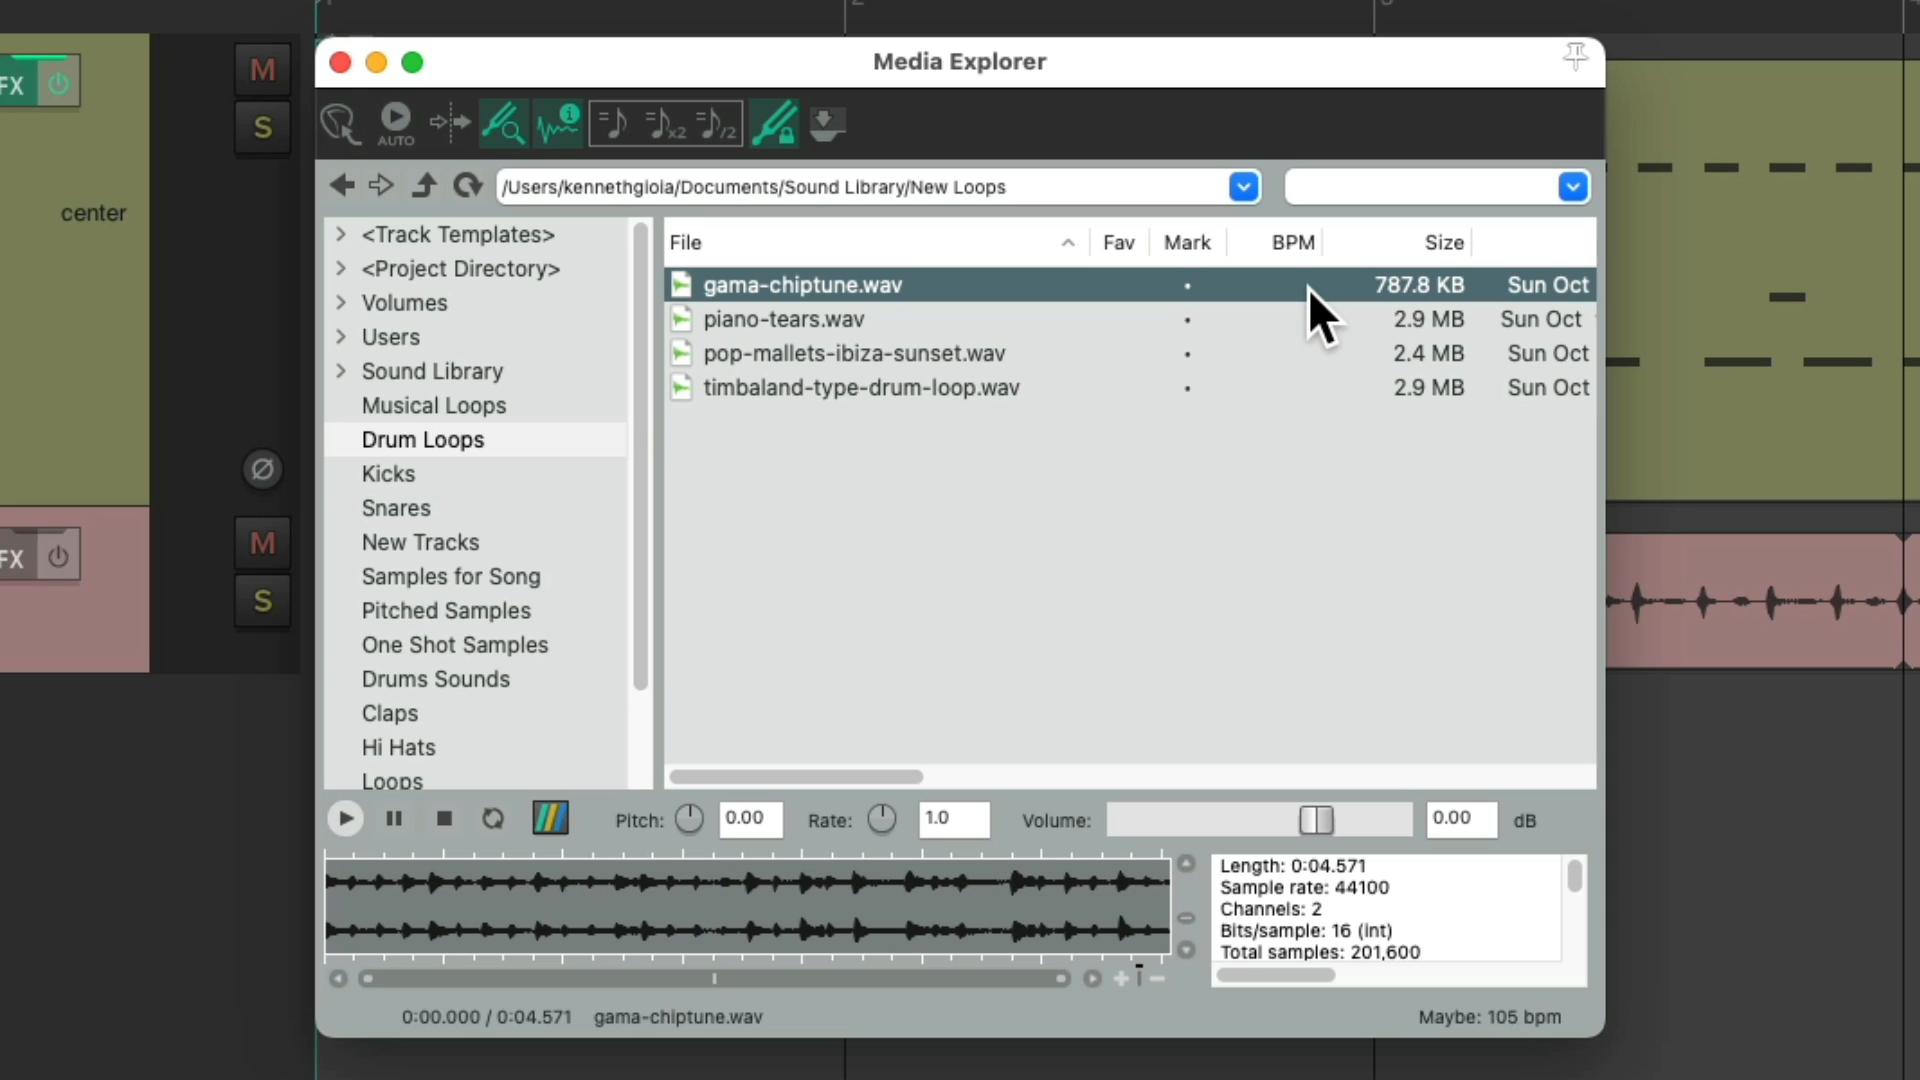 Media Explorer
FX
M
S
AUTO
x2
/2
center
/Users/kennethgioia/Documents/Sound Library/New Loops
<Track Templates>
<Project Directory>
Volumes
Users
Sound Library
Musical Loops
Drum Loops
Kicks
Snares
New Tracks
Samples for Song
Pitched Samples
One Shot Samples
Drums Sounds
Claps
Hi Hats
Loops
File Fav Mark BPM Size
gama-chiptune.wav 787.8 KB Sun Oct
piano-tears.wav 2.9 MB Sun Oct
pop-mallets-ibiza-sunset.wav 2.4 MB Sun Oct
timbaland-type-drum-loop.wav 2.9 MB Sun Oct
FX
M
S
Pitch: 0.00 Rate: 1.0 Volume: 0.00 dB
Length: 0:04.571
Sample rate: 44100
Channels: 2
Bits/sample: 16 (int)
Total samples: 201,600
0:00.000 / 0:04.571 gama-chiptune.wav
Maybe: 105 bpm